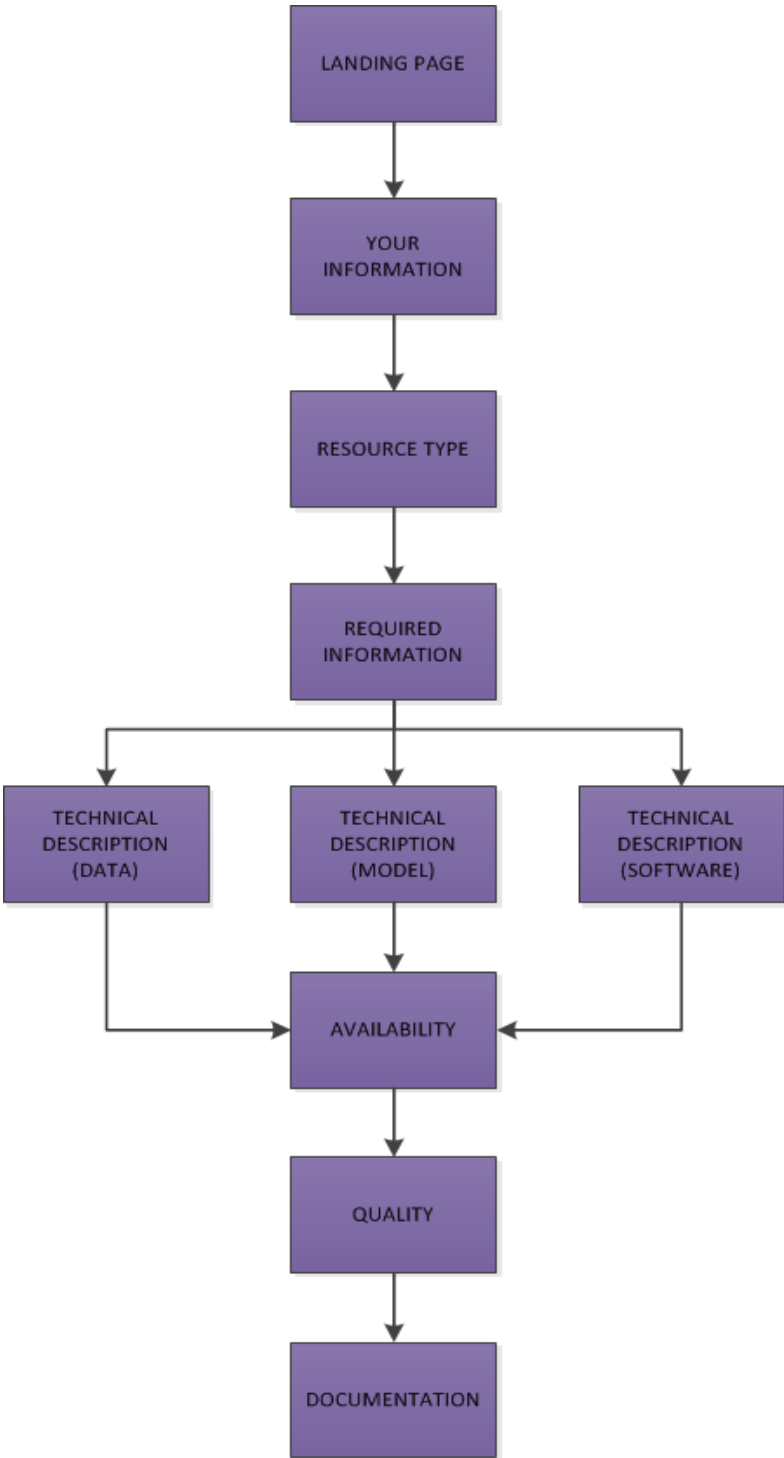 LANDING PAGE
YOUR
INFORMATION
RESOURCE TYPE
REQUIRED
INFORMATION
TECHNICAL
DESCRIPTION
(DATA)
TECHNICAL
DESCRIPTION
(MODEL)
TECHNICAL
DESCRIPTION
(SOFTWARE)
AVAILABILITY
QUALITY
DOCUMENTATION